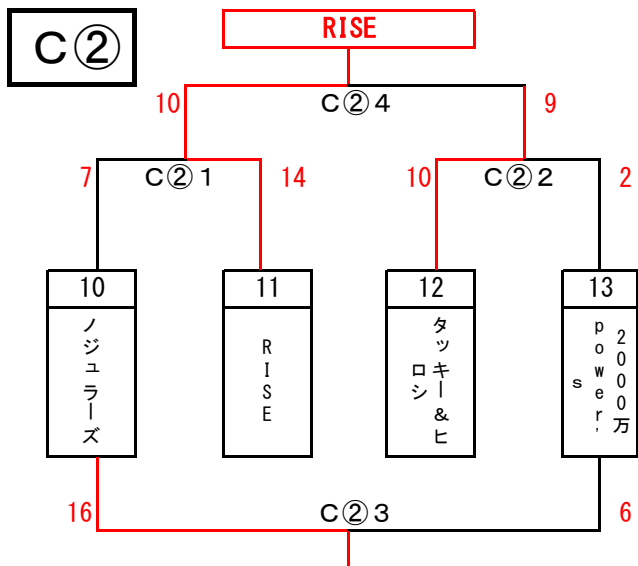 C②
RISE
10
C②4
9
7
C②1
14
10
C②2
2
10
11
12
13
ノジュラーズ
RISE
タッキー&ヒ
ロシ
2000万
power'
s
16
C②3
6